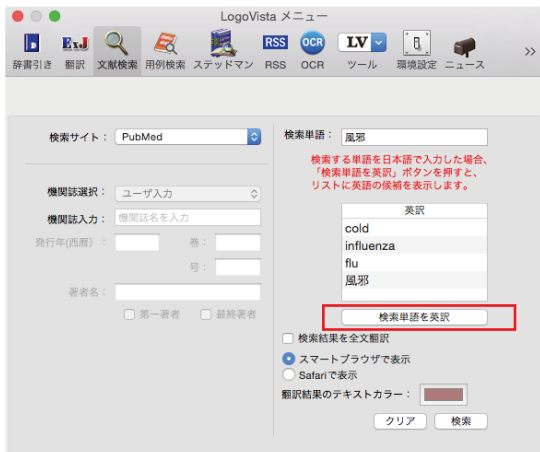 LogoVista メニュー
ExJ RSS OCR LV
辞書引き 翻訳 文献検索 用例検索 ステッドマン RSS OCR ツール 環境設定 ニュース
検索サイト： PubMed
機関誌選択： ユーザ入力
機関誌入力： 機関誌名を入力
発行年(西暦)： 巻：
号：
著者名：
第一著者 最終著者
検索単語： 風邪
検索する単語を日本語で入力した場合、
「検索単語を英訳」ボタンを押すと、
リストに英語の候補を表示します。
英訳
cold
influenza
flu
風邪
検索単語を英訳
検索結果を全文翻訳
スマートブラウザで表示
Safariで表示
翻訳結果のテキストカラー：
クリア 検索